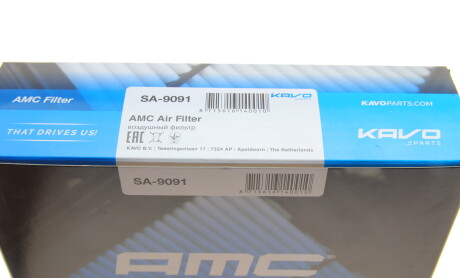 AMC Filter
THAT DRIVES US!
SA-9091
KAVO
AMC Air Filter
воздушный фильтр
EAC
KAVO B.V. | Tweelingenlaan 17 | 7324 AP | Apeldoorn | The Netherlands
KAVOPARTS.COM
KAVO
PARTS
SA-9091
AMC